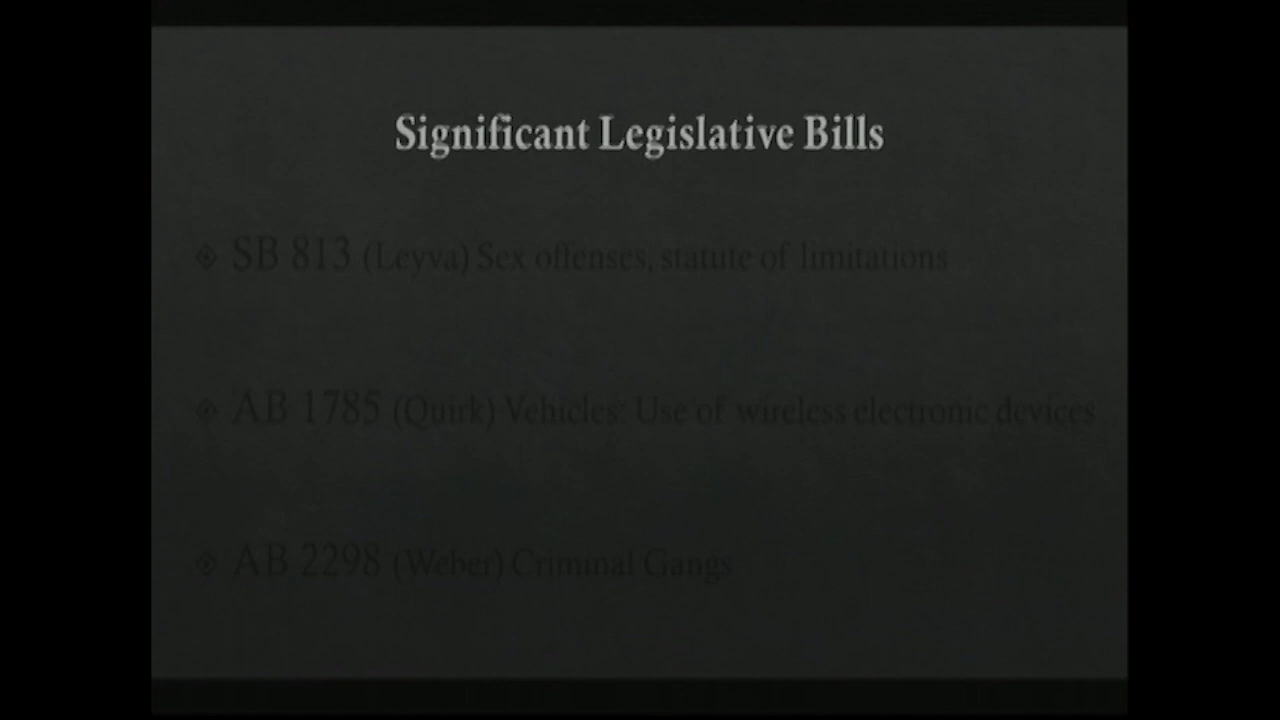 Significant Legislative Bills
SB 813 (Leyva) Sex offenses, statute of limitations
AB 1785 (Quirk) Vehicles: Use of wireless electronic devices
AB 2298 (Weber) Criminal Gangs